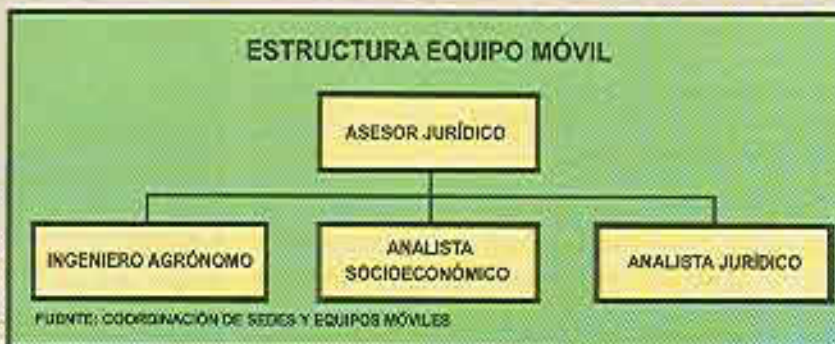 ESTRUCTURA EQUIPO MÓVIL
ASESOR JURÍDICO
INGENIERO AGRÓNOMO
ANALISTA
SOCIOECONÓMICO
ANALISTA JURÍDICO
FUENTE: COORDINACIÓN DE SEDES Y EQUIPOS MÓVILES